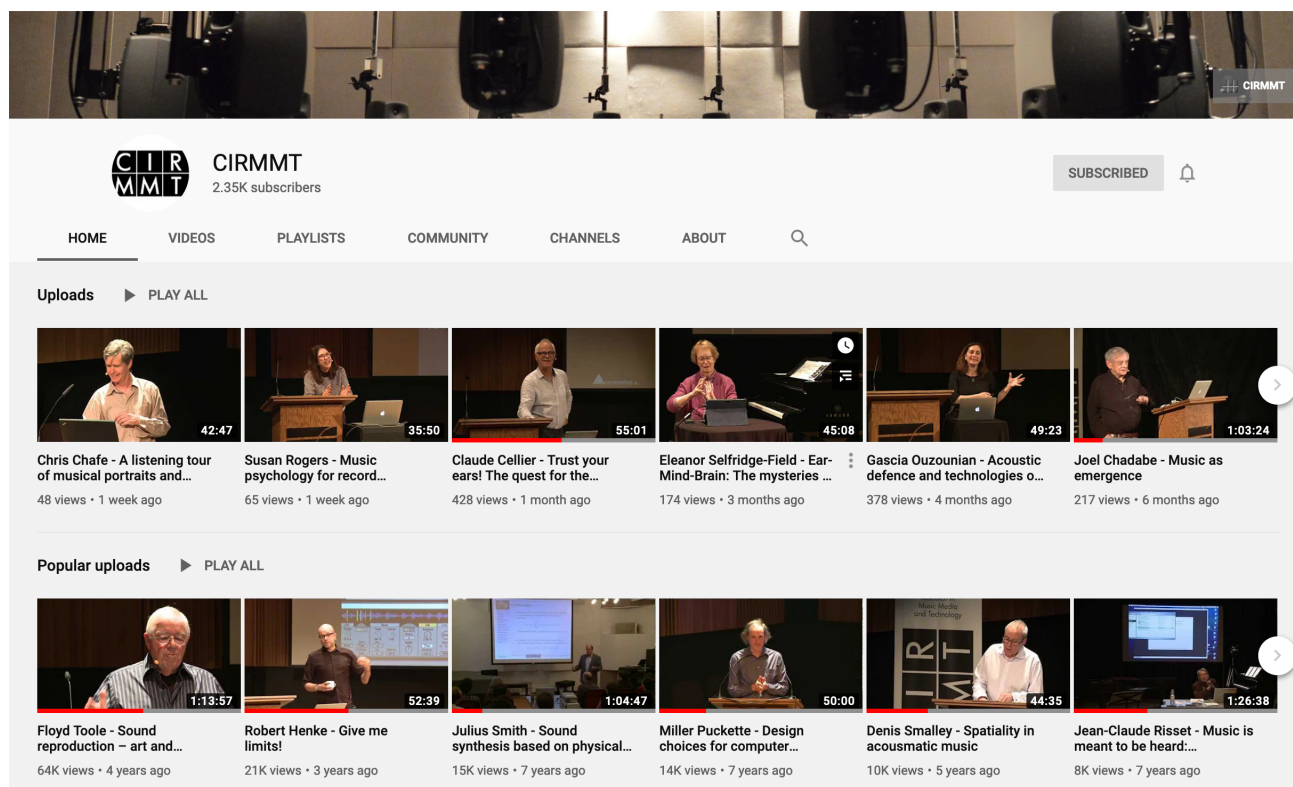 CIRMMT
CIR
MMT
CIRMMT
2.35K subscribers
SUBSCRIBED
HOME VIDEOS PLAYLISTS COMMUNITY CHANNELS ABOUT
Uploads PLAY ALL
42:47 35:50 55:01 45:08 49:23 1:03:24
Chris Chafe - A listening tour
of musical portraits and…
48 views • 1 week ago
Susan Rogers - Music
psychology for record…
65 views • 1 week ago
Claude Cellier - Trust your
ears! The quest for the…
428 views • 1 month ago
Eleanor Selfridge-Field - Ear-
Mind-Brain: The mysteries …
174 views • 3 months ago
Gascia Ouzounian - Acoustic
defence and technologies o…
378 views • 4 months ago
Joel Chadabe - Music as
emergence
217 views • 6 months ago
Popular uploads PLAY ALL
Music Media
and Technology
IR
MT
1:13:57 52:39 1:04:47 50:00 44:35 1:26:38
Floyd Toole - Sound
reproduction – art and…
64K views • 4 years ago
Robert Henke - Give me
limits!
21K views • 3 years ago
Julius Smith - Sound
synthesis based on physical…
15K views • 7 years ago
Miller Puckette - Design
choices for computer…
14K views • 7 years ago
Denis Smalley - Spatiality in
acousmatic music
10K views • 5 years ago
Jean-Claude Risset - Music is
meant to be heard:…
8K views • 7 years ago